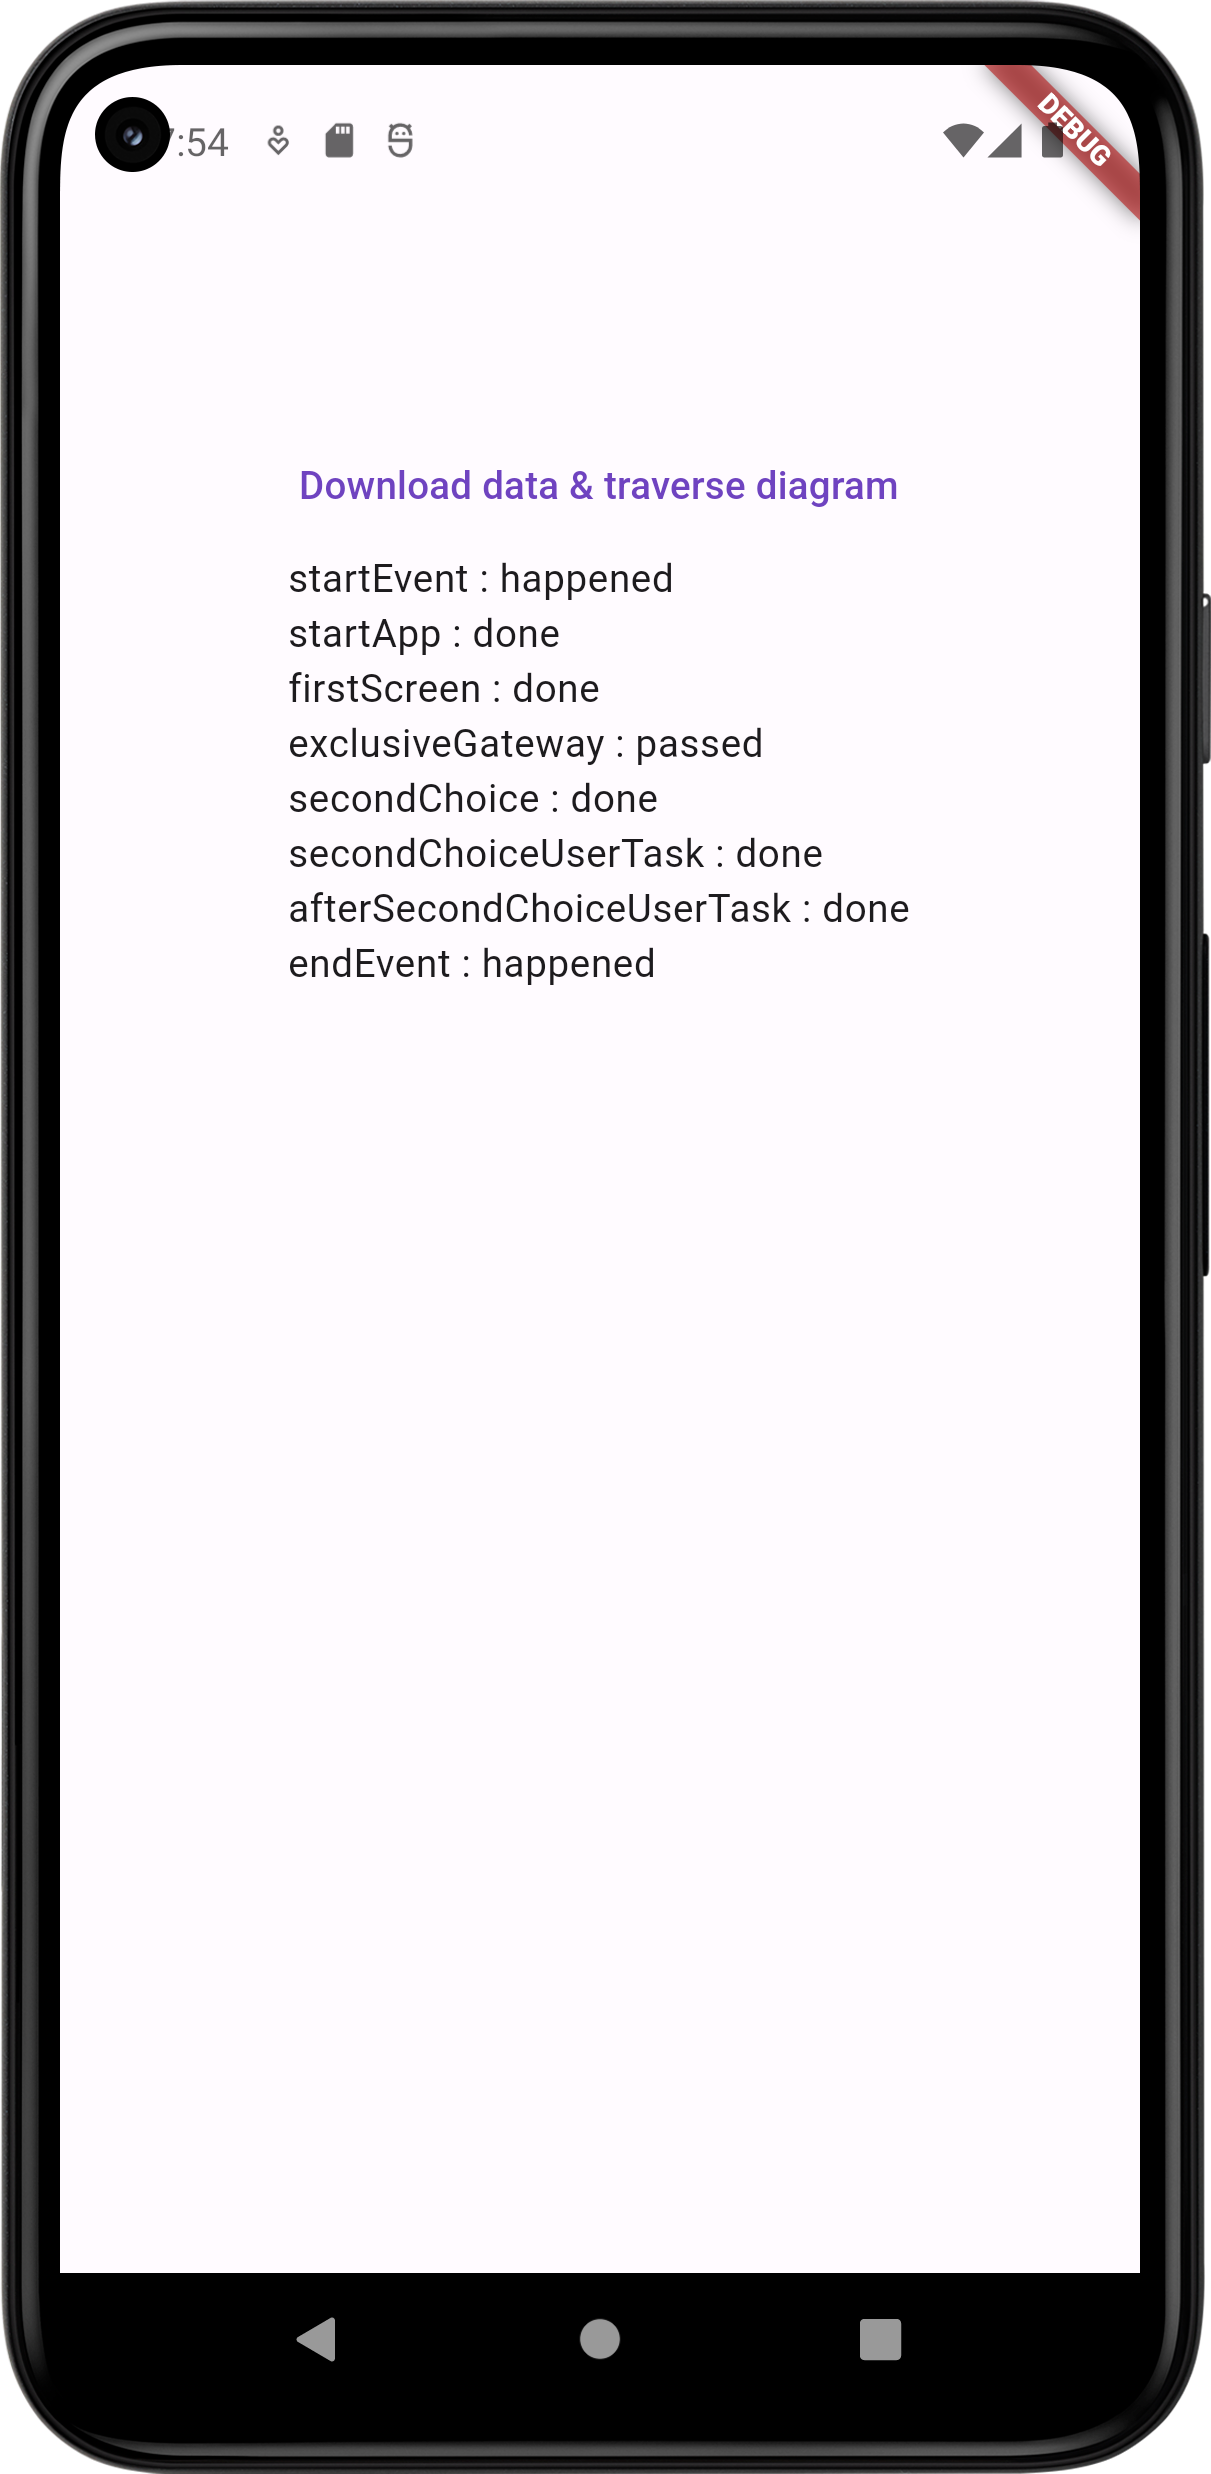 :54
DEBUG
Download data & traverse diagram
startEvent : happened
startApp : done
firstScreen : done
exclusiveGateway : passed
secondChoice : done
secondChoiceUserTask : done
afterSecondChoiceUserTask : done
endEvent : happened